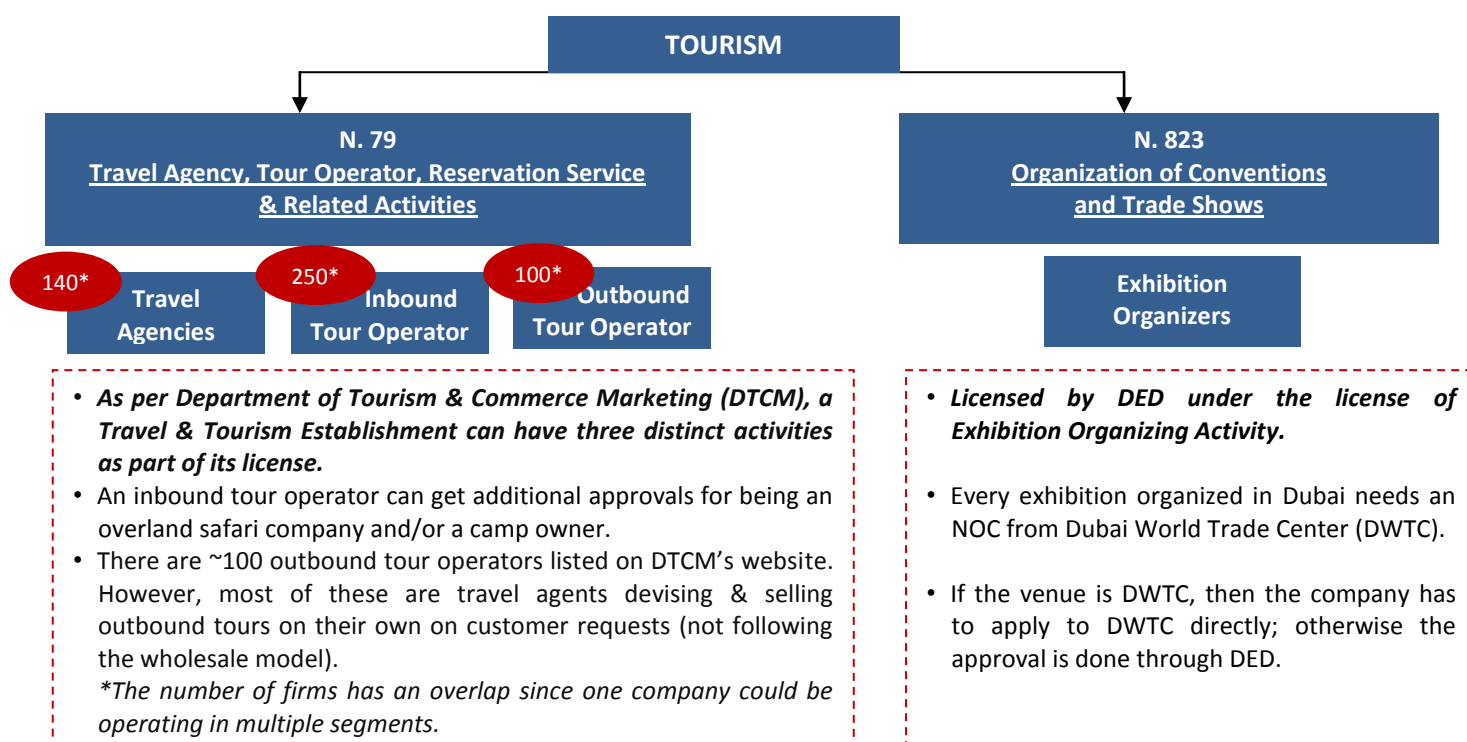 TOURISM
N. 79
Travel Agency, Tour Operator, Reservation Service
& Related Activities
N. 823
Organization of Conventions
and Trade Shows
140*
Travel
Agencies
250*
Inbound
Tour Operator
100*
Outbound
Tour Operator
Exhibition
Organizers
• As per Department of Tourism & Commerce Marketing (DTCM), a
Travel & Tourism Establishment can have three distinct activities
as part of its license.
• An inbound tour operator can get additional approvals for being an
overland safari company and/or a camp owner.
• There are ~100 outbound tour operators listed on DTCM's website.
However, most of these are travel agents devising & selling
outbound tours on their own on customer requests (not following
the wholesale model).
*The number of firms has an overlap since one company could be
operating in multiple segments.
• Licensed by DED under the license of
Exhibition Organizing Activity.
• Every exhibition organized in Dubai needs an
NOC from Dubai World Trade Center (DWTC).
• If the venue is DWTC, then the company has
to apply to DWTC directly; otherwise the
approval is done through DED.